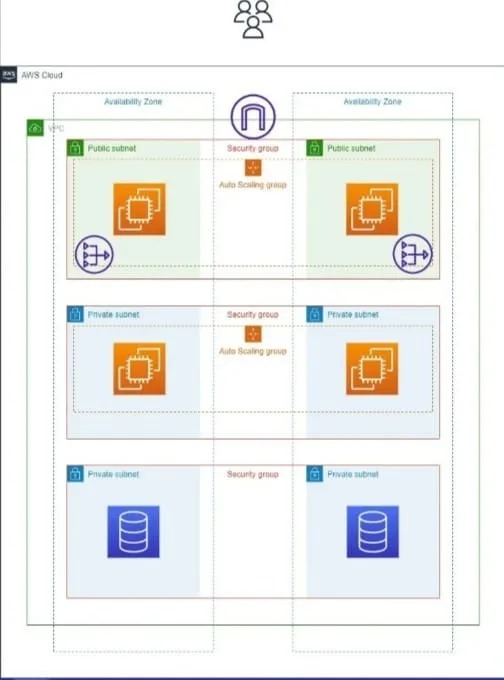 aws
AWS Cloud
Availability Zone
Availability Zone
VPC
Public subnet
Security group
Public subnet
Auto Scaling group
Private subnet
Security group
Private subnet
Auto Scaling group
Private subnet
Security group
Private subnet